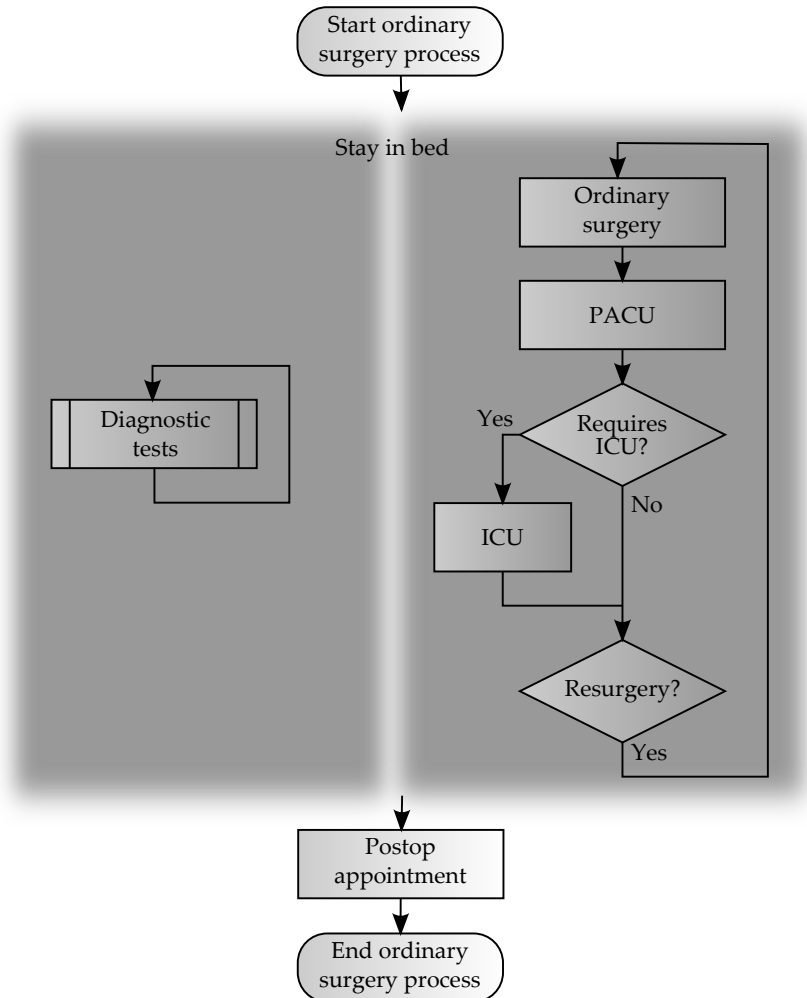 Start ordinary
surgery process
Stay in bed
Ordinary
surgery
PACU
Diagnostic
tests
Yes
Requires
ICU?
No
ICU
Resurgery?
Yes
Postop
appointment
End ordinary
surgery process